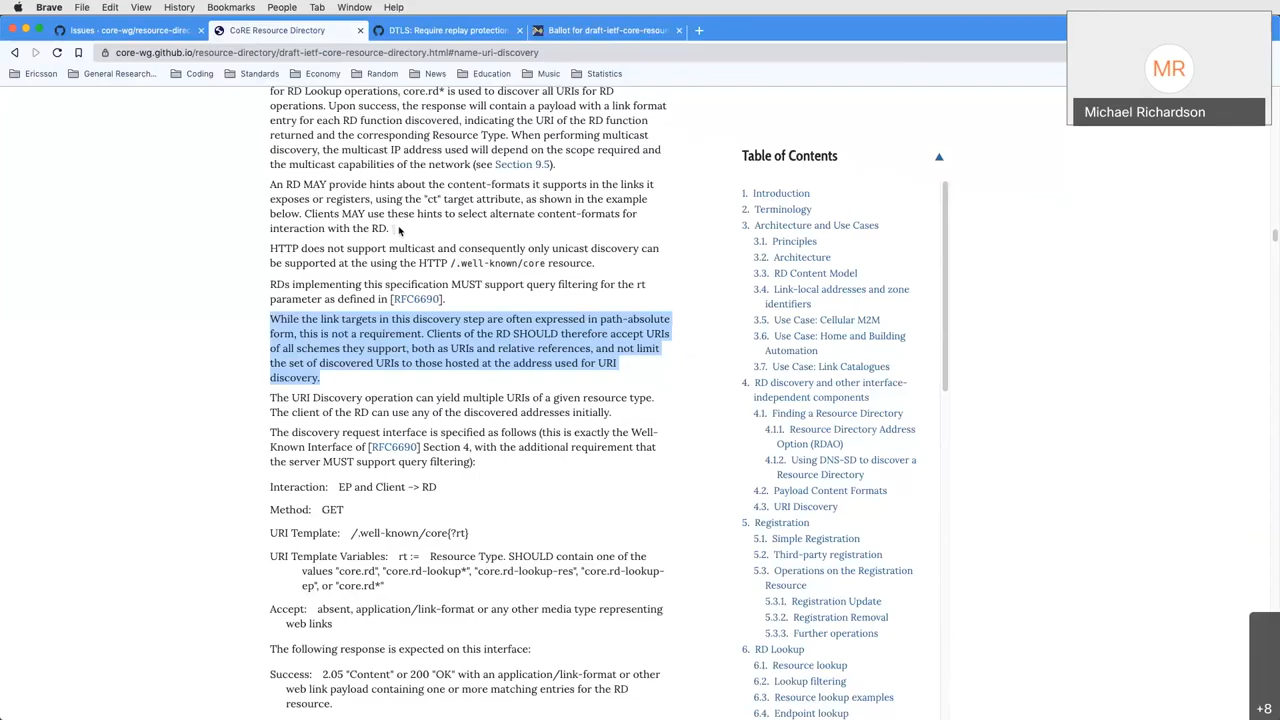 Brave File Edit View History Bookmarks People Tab Window Help
Issues · core-wg/resource-direc × CoRE Resource Directory × DTLS: Require replay protection × Ballot for draft-ietf-core-resou × +
core-wg.github.io/resource-directory/draft-ietf-core-resource-directory.html#name-uri-discovery
Ericsson General Research... Coding Standards Economy Random News Education Music Statistics
MR
Michael Richardson
for RD Lookup operations, core.rd* is used to discover all URIs for RD
operations. Upon success, the response will contain a payload with a link format
entry for each RD function discovered, indicating the URI of the RD function
returned and the corresponding Resource Type. When performing multicast
discovery, the multicast IP address used will depend on the scope required and
the multicast capabilities of the network (see Section 9.5).
An RD MAY provide hints about the content-formats it supports in the links it
exposes or registers, using the "ct" target attribute, as shown in the example
below. Clients MAY use these hints to select alternate content-formats for
interaction with the RD.
HTTP does not support multicast and consequently only unicast discovery can
be supported at the using the HTTP /.well-known/core resource.
RDs implementing this specification MUST support query filtering for the rt
parameter as defined in [RFC6690].
While the link targets in this discovery step are often expressed in path-absolute
form, this is not a requirement. Clients of the RD SHOULD therefore accept URIs
of all schemes they support, both as URIs and relative references, and not limit
the set of discovered URIs to those hosted at the address used for URI
discovery.
The URI Discovery operation can yield multiple URIs of a given resource type.
The client of the RD can use any of the discovered addresses initially.
The discovery request interface is specified as follows (this is exactly the Well-
Known Interface of [RFC6690] Section 4, with the additional requirement that
the server MUST support query filtering):
Interaction: EP and Client -> RD
Method: GET
URI Template: /.well-known/core{?rt}
URI Template Variables: rt := Resource Type. SHOULD contain one of the
values "core.rd", "core.rd-lookup*", "core.rd-lookup-res", "core.rd-lookup-
ep", or "core.rd*"
Accept: absent, application/link-format or any other media type representing
web links
The following response is expected on this interface:
Success: 2.05 "Content" or 200 "OK" with an application/link-format or other
web link payload containing one or more matching entries for the RD
resource.
Table of Contents
1. Introduction
2. Terminology
3. Architecture and Use Cases
3.1. Principles
3.2. Architecture
3.3. RD Content Model
3.4. Link-local addresses and zone
identifiers
3.5. Use Case: Cellular M2M
3.6. Use Case: Home and Building
Automation
3.7. Use Case: Link Catalogues
4. RD discovery and other interface-
independent components
4.1. Finding a Resource Directory
4.1.1. Resource Directory Address
Option (RDAO)
4.1.2. Using DNS-SD to discover a
Resource Directory
4.2. Payload Content Formats
4.3. URI Discovery
5. Registration
5.1. Simple Registration
5.2. Third-party registration
5.3. Operations on the Registration
Resource
5.3.1. Registration Update
5.3.2. Registration Removal
5.3.3. Further operations
6. RD Lookup
6.1. Resource lookup
6.2. Lookup filtering
6.3. Resource lookup examples
6.4. Endpoint lookup
+8